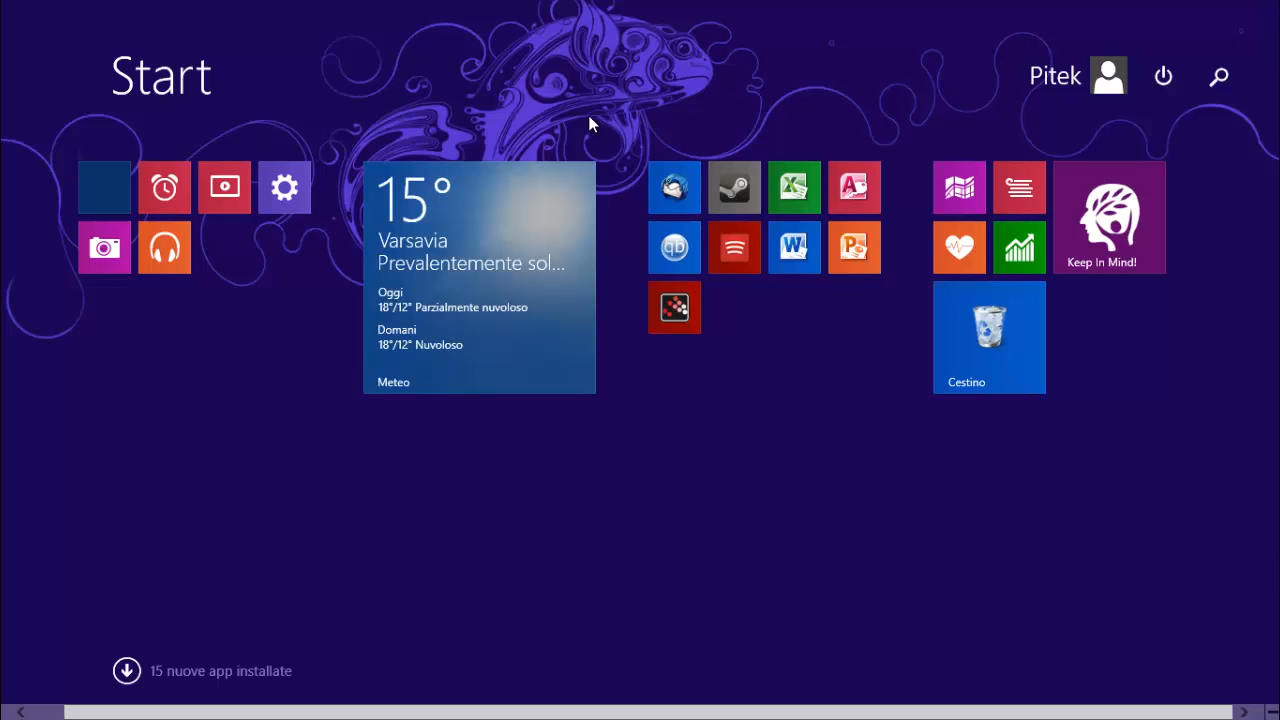 Start
Pitek
15°
Varsavia
Prevalentemente sol...
Oggi
18°/12° Parzialmente nuvoloso
Domani
18°/12° Nuvoloso
Meteo
X
A
qb
W
P
Keep In Mind!
Cestino
15 nuove app installate